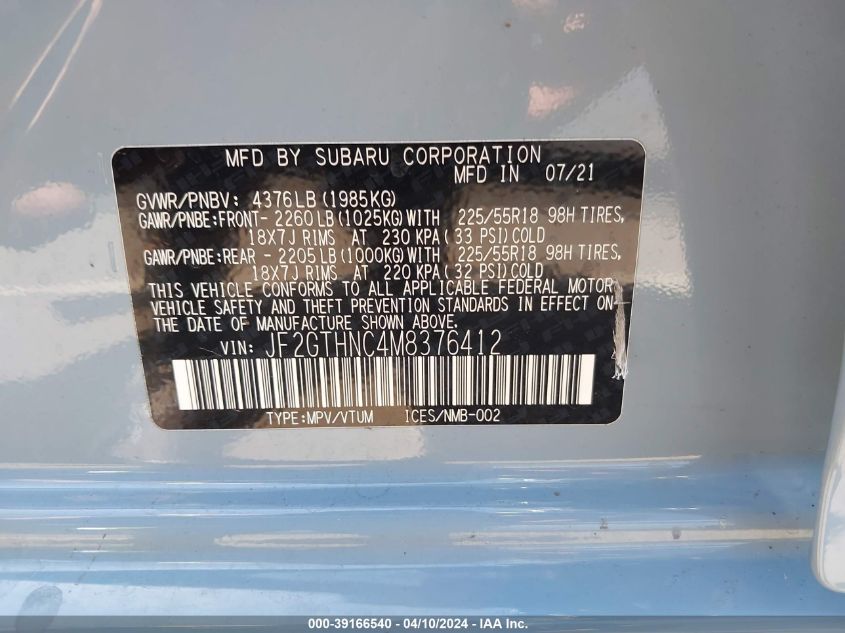 MFD BY SUBARU CORPORATION
MFD IN 07/21
GVWR/PNBV: 4376LB(1985KG)
GAWR/PNBE:FRONT- 2260LB(1025KG)WITH 225/55R18 98H TIRES,
18X7J RIMS AT 230 KPA( 33 PSI)COLD
GAWR/PNBE:REAR - 2205LB(1000KG)WITH 225/55R18 98H TIRES,
18X7J RIMS AT 220 KPA( 32 PSI)COLD
THIS VEHICLE CONFORMS TO ALL APPLICABLE FEDERAL MOTOR
VEHICLE SAFETY AND THEFT PREVENTION STANDARDS IN EFFECT ON
THE DATE OF MANUFACTURE SHOWN ABOVE.
VIN: JF2GTHNC4M8376412
TYPE:MPV/VTUM ICES/NMB-002
000-39166540 - 04/10/2024 - IAA Inc.